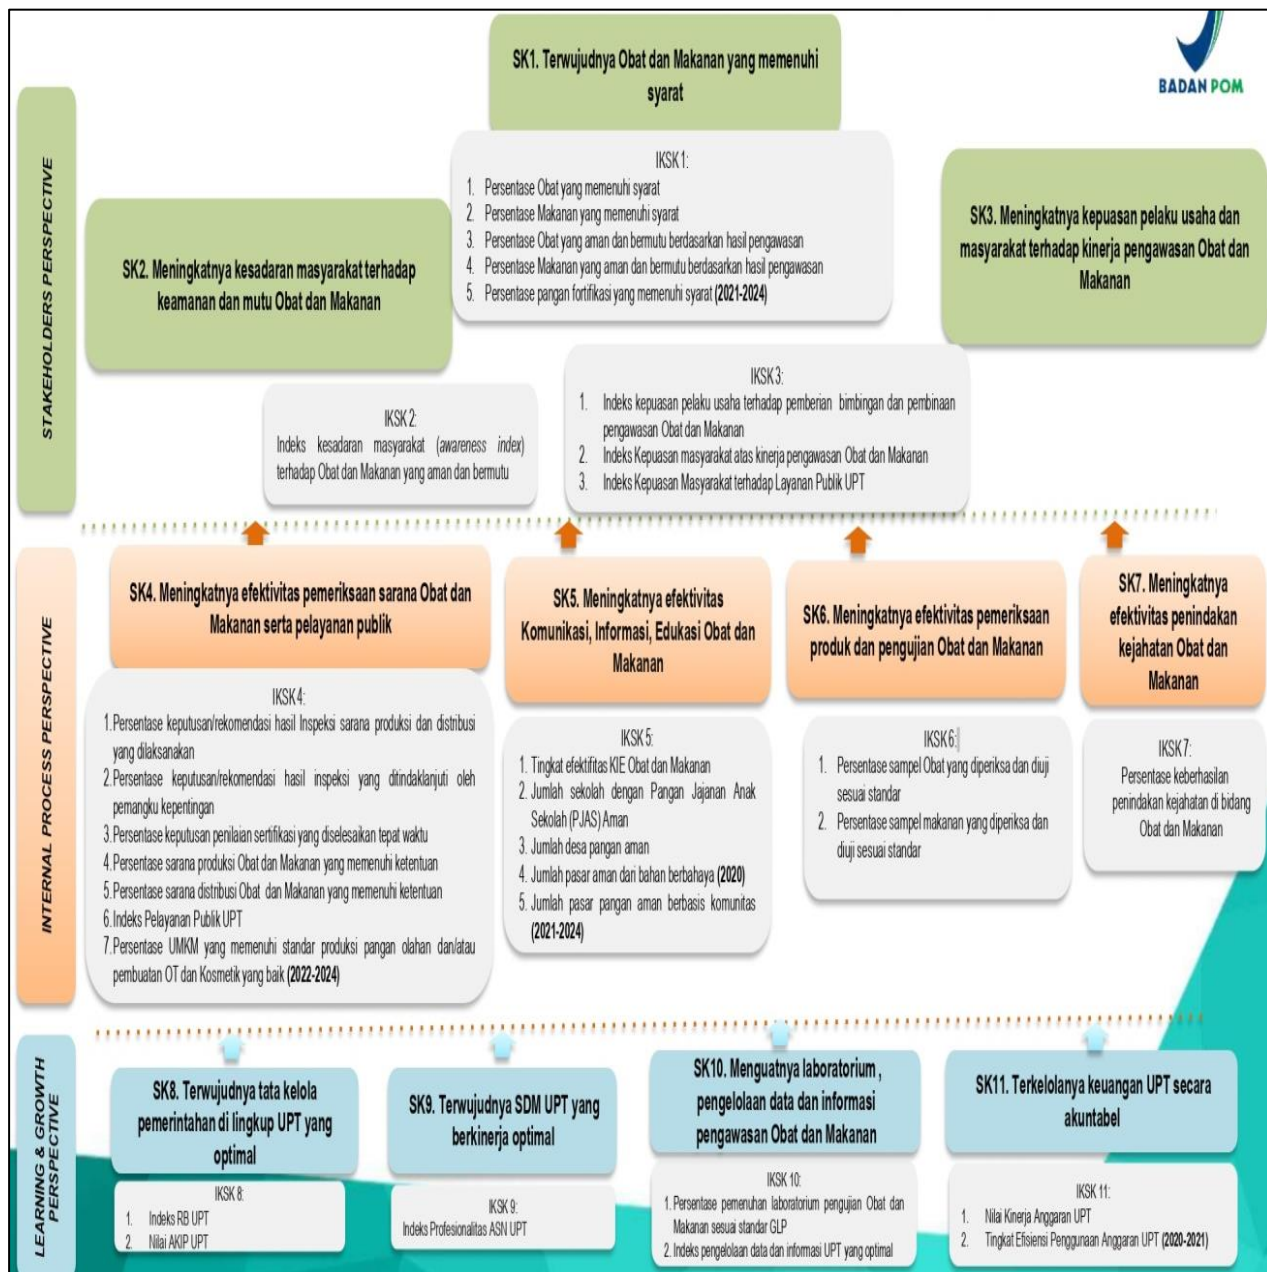 SK1. Terwujudnya Obat dan Makanan yang memenuhi
syarat
BADAN POM
STAKEHOLDERS PERSPECTIVE
IKSK 1:
1. Persentase Obat yang memenuhi syarat
2. Persentase Makanan yang memenuhi syarat
3. Persentase Obat yang aman dan bermutu berdasarkan hasil pengawasan
4. Persentase Makanan yang aman dan bermutu berdasarkan hasil pengawasan
5. Persentase pangan fortifikasi yang memenuhi syarat (2021-2024)
SK2. Meningkatnya kesadaran masyarakat terhadap
keamanan dan mutu Obat dan Makanan
SK3. Meningkatnya kepuasan pelaku usaha dan
masyarakat terhadap kinerja pengawasan Obat dan
Makanan
IKSK 2:
Indeks kesadaran masyarakat (awareness index)
terhadap Obat dan Makanan yang aman dan bermutu
IKSK 3:
1. Indeks kepuasan pelaku usaha terhadap pemberian bimbingan dan pembinaan
pengawasan Obat dan Makanan
2. Indeks Kepuasan masyarakat atas kinerja pengawasan Obat dan Makanan
3. Indeks Kepuasan Masyarakat terhadap Layanan Publik UPT
INTERNAL PROCESS PERSPECTIVE
SK4. Meningkatnya efektivitas pemeriksaan sarana Obat dan
Makanan serta pelayanan publik
IKSK 4:
1. Persentase keputusan/rekomendasi hasil Inspeksi sarana produksi dan distribusi
yang dilaksanakan
2. Persentase keputusan/rekomendasi hasil inspeksi yang ditindaklanjuti oleh
pemangku kepentingan
3. Persentase keputusan penilaian sertifikasi yang diselesaikan tepat waktu
4. Persentase sarana produksi Obat dan Makanan yang memenuhi ketentuan
5. Persentase sarana distribusi Obat dan Makanan yang memenuhi ketentuan
6. Indeks Pelayanan Publik UPT
7. Persentase UMKM yang memenuhi standar produksi pangan olahan dan/atau
pembuatan OT dan Kosmetik yang baik (2022-2024)
SK5. Meningkatnya efektivitas
Komunikasi, Informasi, Edukasi Obat dan
Makanan
IKSK 5:
1. Tingkat efektifitas KIE Obat dan Makanan
2. Jumlah sekolah dengan Pangan Jajanan Anak
Sekolah (PJAS) Aman
3. Jumlah desa pangan aman
4. Jumlah pasar aman dari bahan berbahaya (2020)
5. Jumlah pasar pangan aman berbasis komunitas
(2021-2024)
SK6. Meningkatnya efektivitas pemeriksaan
produk dan pengujian Obat dan Makanan
IKSK 6:
1. Persentase sampel Obat yang diperiksa dan diuji
sesuai standar
2. Persentase sampel makanan yang diperiksa dan
diuji sesuai standar
SK7. Meningkatnya
efektivitas penindakan
kejahatan Obat dan
Makanan
IKSK 7:
Persentase keberhasilan
penindakan kejahatan di bidang
Obat dan Makanan
LEARNING & GROWTH
PERSPECTIVE
SK8. Terwujudnya tata kelola
pemerintahan di lingkup UPT yang
optimal
IKSK 8:
1. Indeks RB UPT
2. Nilai AKIP UPT
SK9. Terwujudnya SDM UPT yang
berkinerja optimal
IKSK 9:
Indeks Profesionalitas ASN UPT
SK10. Menguatnya laboratorium ,
pengelolaan data dan informasi
pengawasan Obat dan Makanan
IKSK 10:
1. Persentase pemenuhan laboratorium pengujian Obat dan
Makanan sesuai standar GLP
2. Indeks pengelolaan data dan informasi UPT yang optimal
SK11. Terkelolanya keuangan UPT secara
akuntabel
IKSK 11:
1. Nilai Kinerja Anggaran UPT
2. Tingkat Efisiensi Penggunaan Anggaran UPT (2020-2021)